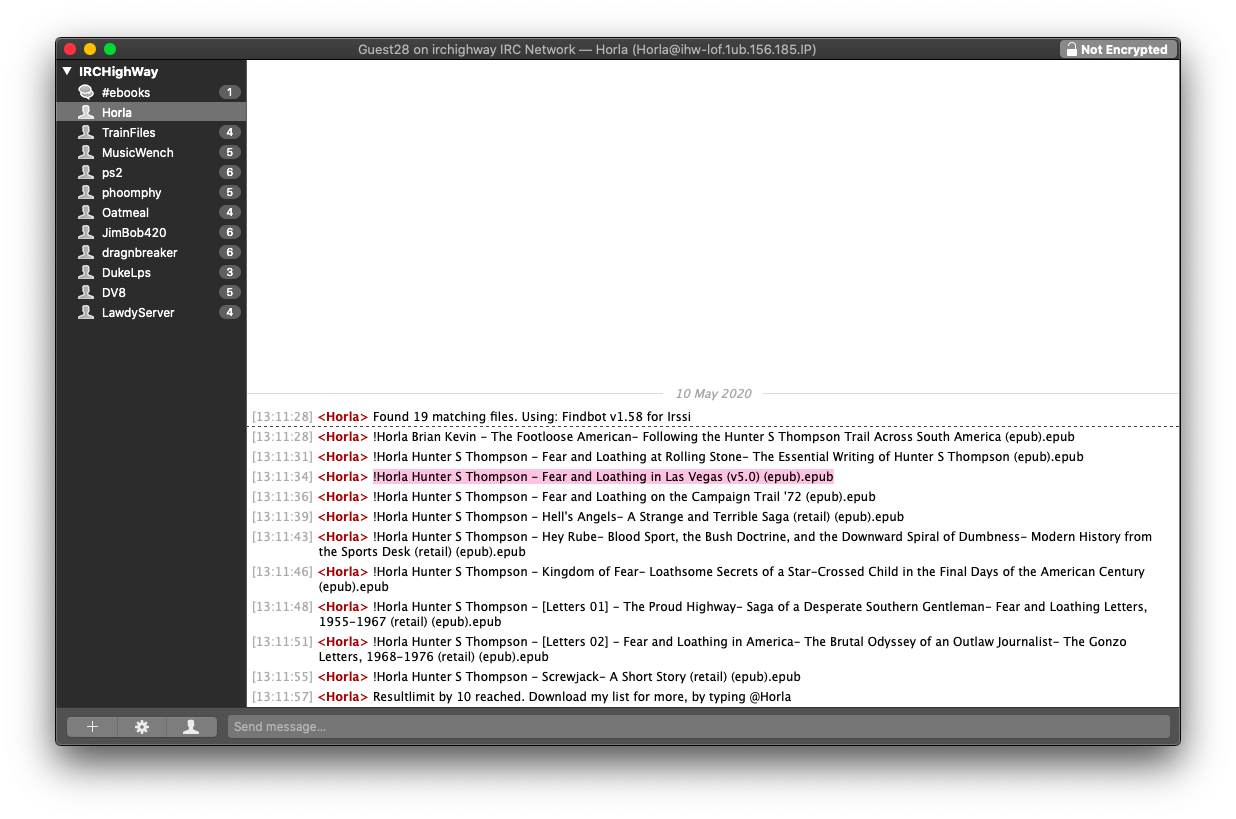 Guest28 on irchighway IRC Network — Horla (Horla@ihw-lof.1ub.156.185.IP)
Not Encrypted
IRCHighWay
#ebooks 1
Horla
TrainFiles 4
MusicWench 5
ps2 6
phoomphy 5
Oatmeal 4
JimBob420 6
dragnbreaker 6
DukeLps 3
DV8 5
LawdyServer 4
10 May 2020
[13:11:28] <Horla> Found 19 matching files. Using: Findbot v1.58 for Irssi
[13:11:28] <Horla> !Horla Brian Kevin - The Footloose American- Following the Hunter S Thompson Trail Across South America (epub).epub
[13:11:31] <Horla> !Horla Hunter S Thompson - Fear and Loathing at Rolling Stone- The Essential Writing of Hunter S Thompson (epub).epub
[13:11:34] <Horla> !Horla Hunter S Thompson - Fear and Loathing in Las Vegas (v5.0) (epub).epub
[13:11:36] <Horla> !Horla Hunter S Thompson - Fear and Loathing on the Campaign Trail '72 (epub).epub
[13:11:39] <Horla> !Horla Hunter S Thompson - Hell's Angels- A Strange and Terrible Saga (retail) (epub).epub
[13:11:43] <Horla> !Horla Hunter S Thompson - Hey Rube- Blood Sport, the Bush Doctrine, and the Downward Spiral of Dumbness- Modern History from
the Sports Desk (retail) (epub).epub
[13:11:46] <Horla> !Horla Hunter S Thompson - Kingdom of Fear- Loathsome Secrets of a Star-Crossed Child in the Final Days of the American Century
(epub).epub
[13:11:48] <Horla> !Horla Hunter S Thompson - [Letters 01] - The Proud Highway- Saga of a Desperate Southern Gentleman- Fear and Loathing Letters,
1955-1967 (retail) (epub).epub
[13:11:51] <Horla> !Horla Hunter S Thompson - [Letters 02] - Fear and Loathing in America- The Brutal Odyssey of an Outlaw Journalist- The Gonzo
Letters, 1968-1976 (retail) (epub).epub
[13:11:55] <Horla> !Horla Hunter S Thompson - Screwjack- A Short Story (retail) (epub).epub
[13:11:57] <Horla> Resultlimit by 10 reached. Download my list for more, by typing @Horla
Send message...